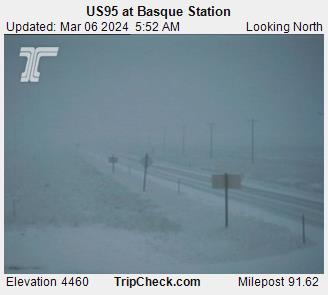 US95 at Basque Station
Updated: Mar 06 2024 5:52 AM Looking North
Elevation 4460 TripCheck.com Milepost 91.62